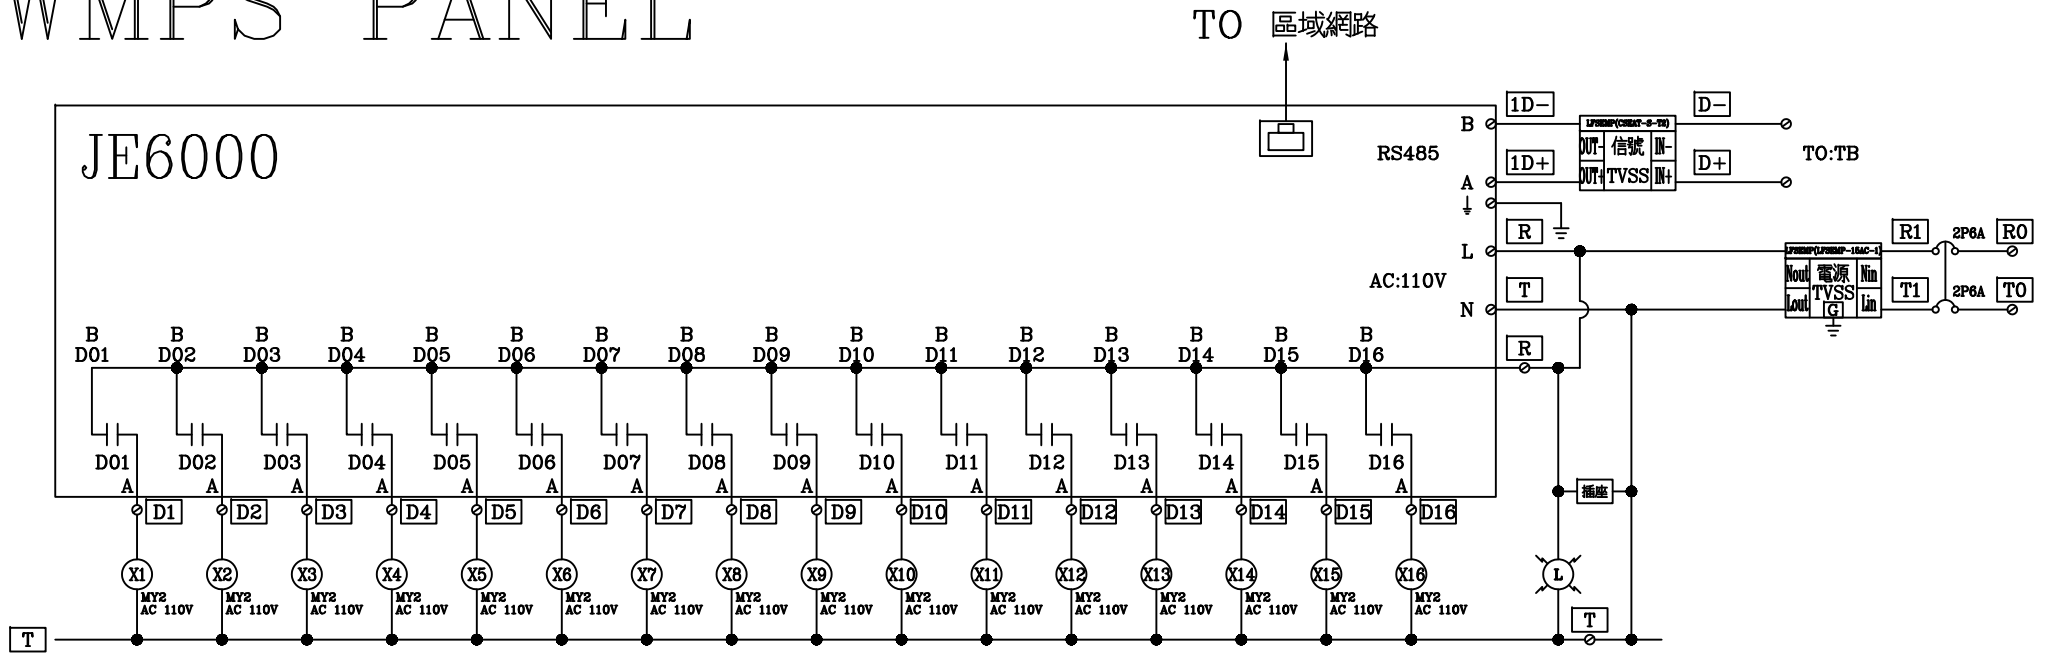 WMPS PANEL
TO 區域網路
JE6000
1D- LFSEMP(CSEAT-S-T2) D-
B
OUT- 信號 IN-
RS485
TO:TB
1D+ OUT+ TVSS IN+ D+
A
R R1 2P6A R0
L LFSEMP(LFSEMP-15AC-1)
Nout 電源 Nin
AC:110V
T Lout TVSS Lin T1 2P6A T0
N G
B B B B B B B B B B B B B B B B
D01 D02 D03 D04 D05 D06 D07 D08 D09 D10 D11 D12 D13 D14 D15 D16 R
D01 D02 D03 D04 D05 D06 D07 D08 D09 D10 D11 D12 D13 D14 D15 D16
A A A A A A A A A A A A A A A A
插座
D1 D2 D3 D4 D5 D6 D7 D8 D9 D10 D11 D12 D13 D14 D15 D16
X1 X2 X3 X4 X5 X6 X7 X8 X9 X10 X11 X12 X13 X14 X15 X16 L
MY2 MY2 MY2 MY2 MY2 MY2 MY2 MY2 MY2 MY2 MY2 MY2 MY2 MY2 MY2 MY2
AC 110V AC 110V AC 110V AC 110V AC 110V AC 110V AC 110V AC 110V AC 110V AC 110V AC 110V AC 110V AC 110V AC 110V AC 110V AC 110V
T T